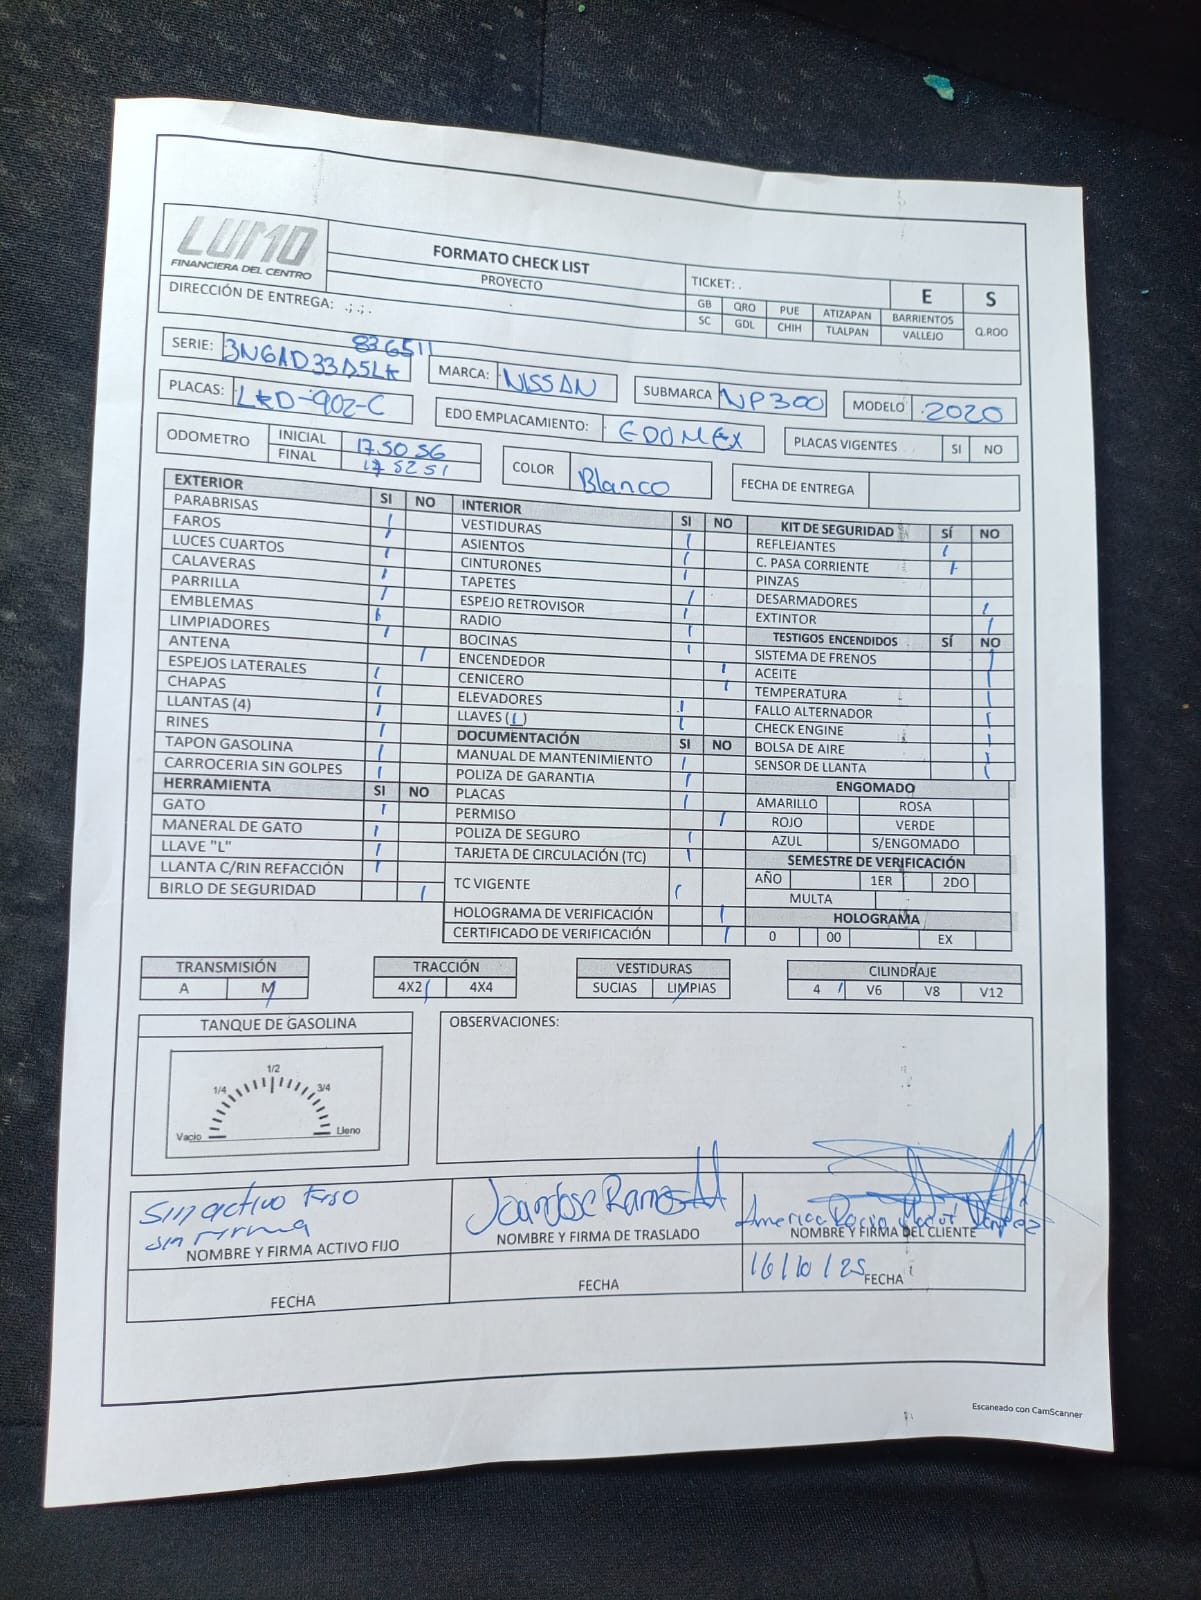 LUMO
FINANCIERA DEL CENTRO
FORMATO CHECK LIST
PROYECTO
TICKET: .
E S
GB QRO PUE ATIZAPAN BARRIENTOS Q.ROO
SC GDL CHIH TLALPAN VALLEJO
DIRECCIÓN DE ENTREGA: .;.;.
836511
SERIE: 3N6AD33A5LK MARCA: NISSAN SUBMARCA NP300 MODELO 2020
PLACAS: LRD-902-C EDO EMPLACAMIENTO: EDOMEX PLACAS VIGENTES SI NO
ODOMETRO INICIAL 175056
FINAL 175251
COLOR Blanco FECHA DE ENTREGA
EXTERIOR SI NO
PARABRISAS
FAROS
LUCES CUARTOS
CALAVERAS
PARRILLA
EMBLEMAS
LIMPIADORES
ANTENA
ESPEJOS LATERALES
CHAPAS
LLANTAS (4)
RINES
TAPON GASOLINA
CARROCERIA SIN GOLPES
HERRAMIENTA SI NO
GATO
MANERAL DE GATO
LLAVE "L"
LLANTA C/RIN REFACCIÓN
BIRLO DE SEGURIDAD
INTERIOR SI NO
VESTIDURAS
ASIENTOS
CINTURONES
TAPETES
ESPEJO RETROVISOR
RADIO
BOCINAS
ENCENDEDOR
CENICERO
ELEVADORES
LLAVES (1)
DOCUMENTACIÓN SI NO
MANUAL DE MANTENIMIENTO
POLIZA DE GARANTIA
PLACAS
PERMISO
POLIZA DE SEGURO
TARJETA DE CIRCULACIÓN (TC)
TC VIGENTE
HOLOGRAMA DE VERIFICACIÓN
CERTIFICADO DE VERIFICACIÓN
KIT DE SEGURIDAD SÍ NO
REFLEJANTES
C. PASA CORRIENTE
PINZAS
DESARMADORES
EXTINTOR
TESTIGOS ENCENDIDOS SÍ NO
SISTEMA DE FRENOS
ACEITE
TEMPERATURA
FALLO ALTERNADOR
CHECK ENGINE
BOLSA DE AIRE
SENSOR DE LLANTA
ENGOMADO
AMARILLO ROSA
ROJO VERDE
AZUL S/ENGOMADO
SEMESTRE DE VERIFICACIÓN
AÑO 1ER 2DO
MULTA
HOLOGRAMA
0 00 EX
TRANSMISIÓN
A M
TRACCIÓN
4X2 4X4
VESTIDURAS
SUCIAS LIMPIAS
CILINDRAJE
4 V6 V8 V12
TANQUE DE GASOLINA
1/4 1/2 3/4
Vacio Lleno
OBSERVACIONES:
Sin activo Fiso
sin firma
NOMBRE Y FIRMA ACTIVO FIJO
FECHA
Juan Jose Ramos M
NOMBRE Y FIRMA DE TRASLADO
FECHA
America Rocio
NOMBRE Y FIRMA DEL CLIENTE
16/10/25 FECHA
Escaneado con CamScanner